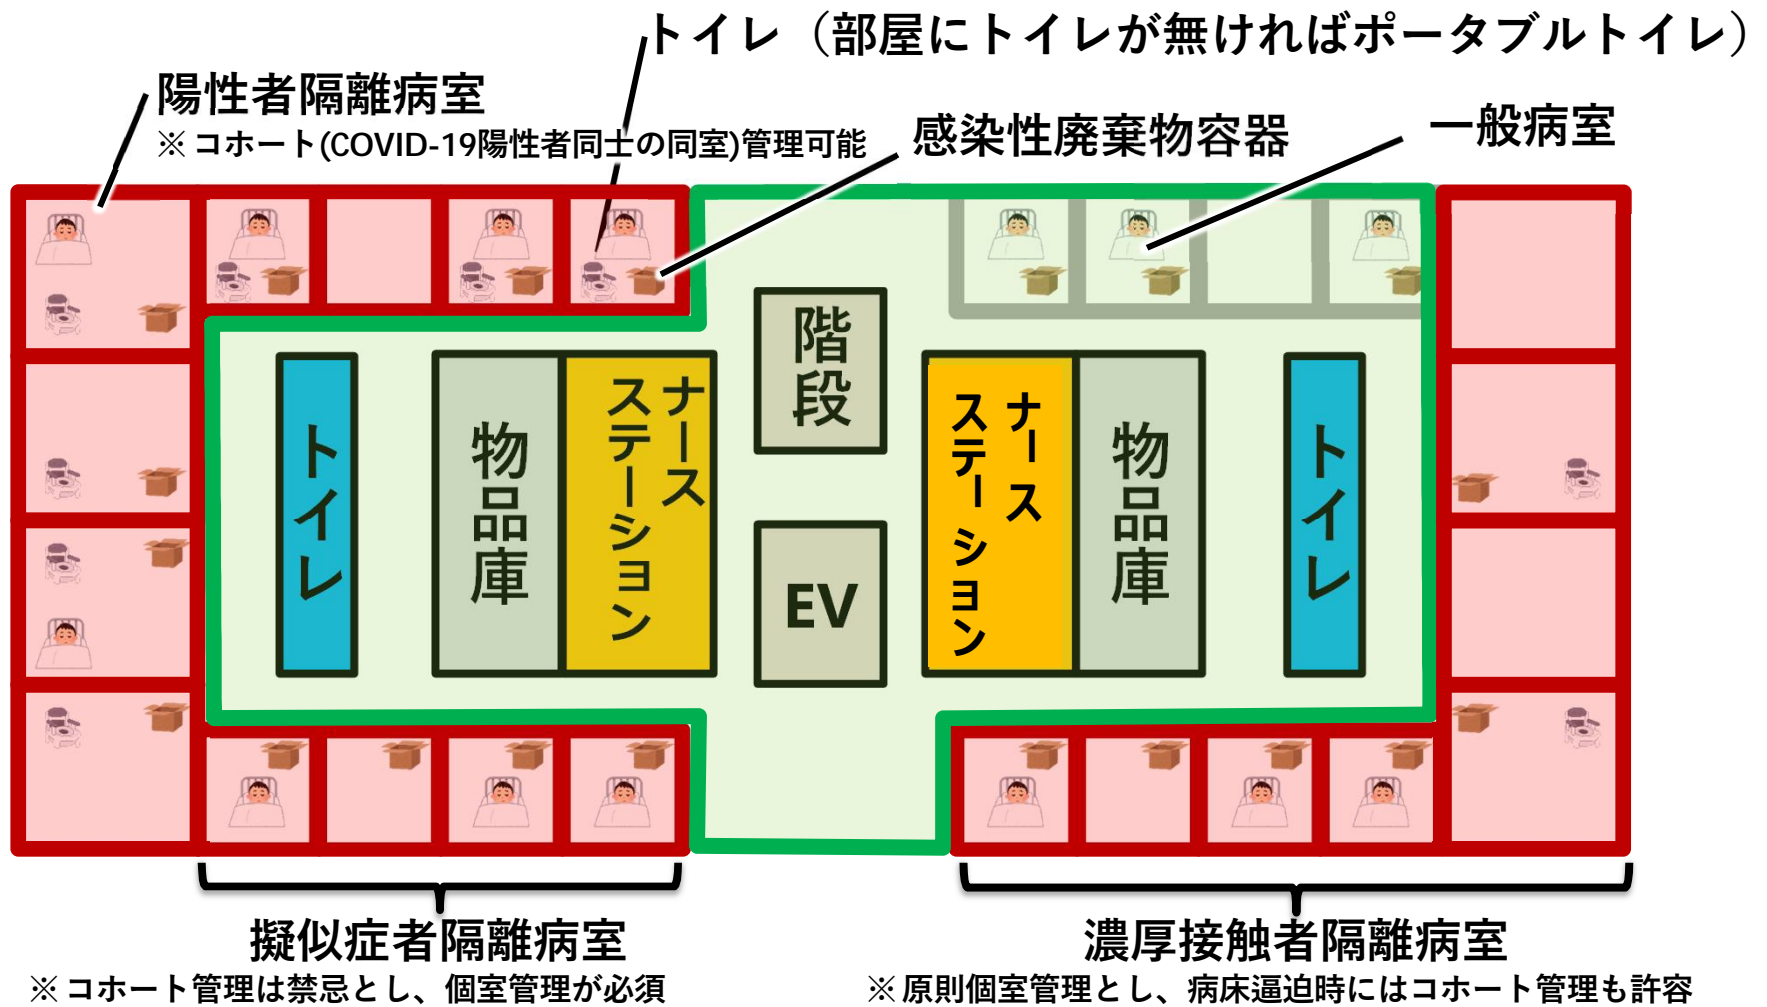 トイレ（部屋にトイレが無ければポータブルトイレ）
陽性者隔離病室
※コホート(COVID-19陽性者同士の同室)管理可能
感染性廃棄物容器
一般病室
トイレ
物品庫
ナース
ステーション
階段
EV
ナース
ステーション
物品庫
トイレ
擬似症者隔離病室
※コホート管理は禁忌とし、個室管理が必須
濃厚接触者隔離病室
※原則個室管理とし、病床逼迫時にはコホート管理も許容